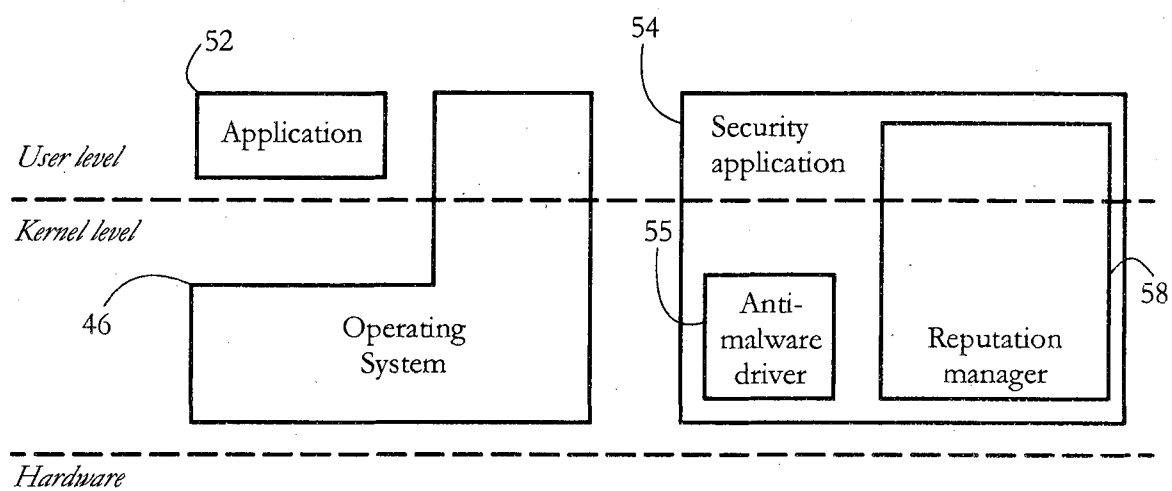 52
54
Application
Security
application
User level
Kernel level
55
46
58
Operating
System
Anti-
malware
driver
Reputation
manager
Hardware